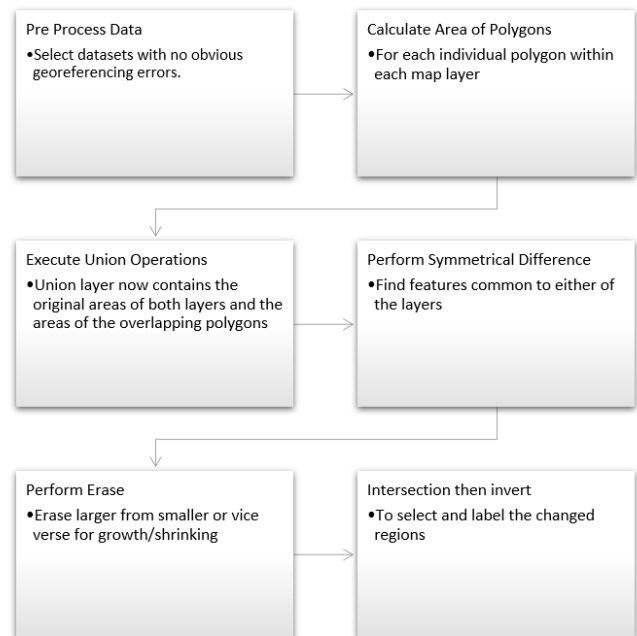 Pre Process Data
•Select datasets with no obvious
georeferencing errors.
Calculate Area of Polygons
•For each individual polygon within
each map layer
Execute Union Operations
•Union layer now contains the
original areas of both layers and the
areas of the overlapping polygons
Perform Symmetrical Difference
•Find features common to either of
the layers
Perform Erase
•Erase larger from smaller or vice
verse for growth/shrinking
Intersection then invert
•To select and label the changed
regions